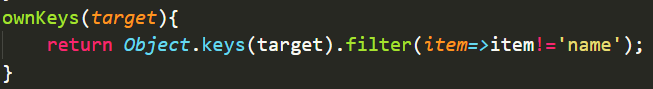 ownKeys(target){
    return Object.keys(target).filter(item=>item!='name');
}